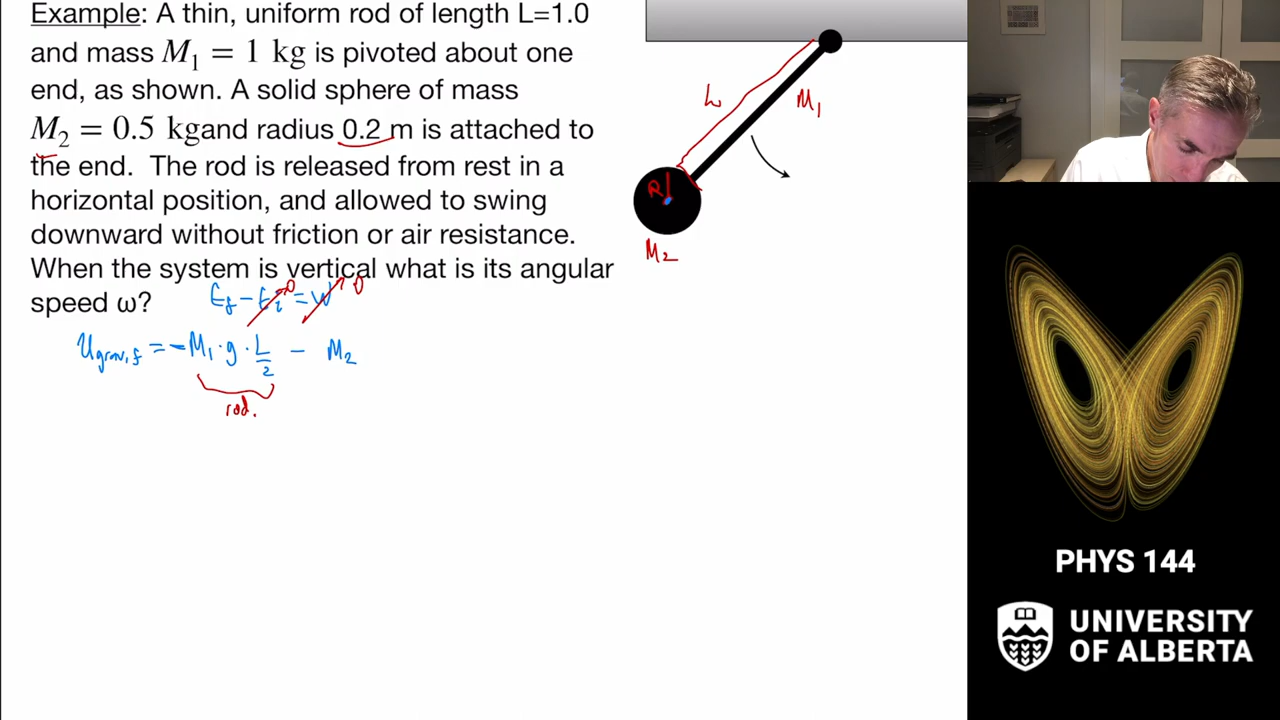 Example: A thin, uniform rod of length L=1.0
and mass M₁ = 1 kg is pivoted about one
end, as shown. A solid sphere of mass
M₂ = 0.5 kgand radius 0.2 m is attached to
the end. The rod is released from rest in a
horizontal position, and allowed to swing
downward without friction or air resistance.
When the system is vertical what is its angular
speed ω?
E_f − E_i = W
0
0
U_grav,f = −M₁·g·L/2 − M₂
rod.
L
M₁
R
M₂
PHYS 144
UNIVERSITY
OF ALBERTA